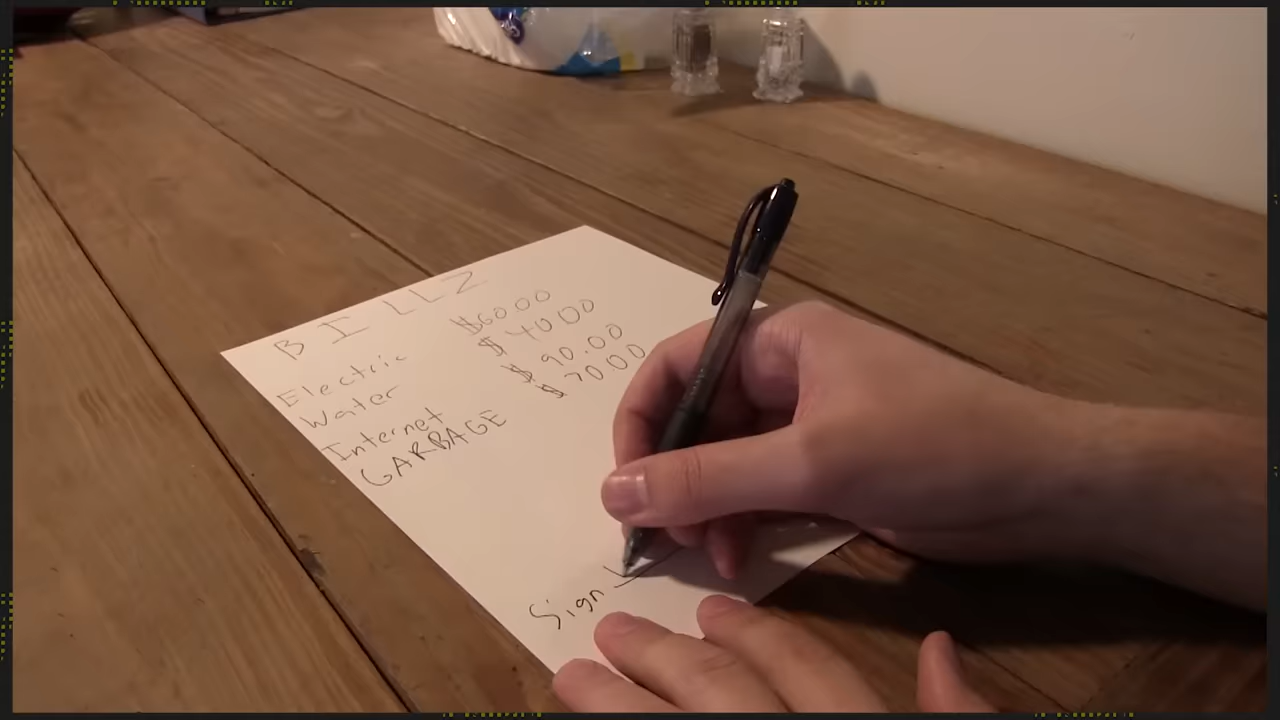 BILLZ
Electric $60.00
Water $40.00
Internet $90.00
GARBAGE $70.00
Sign